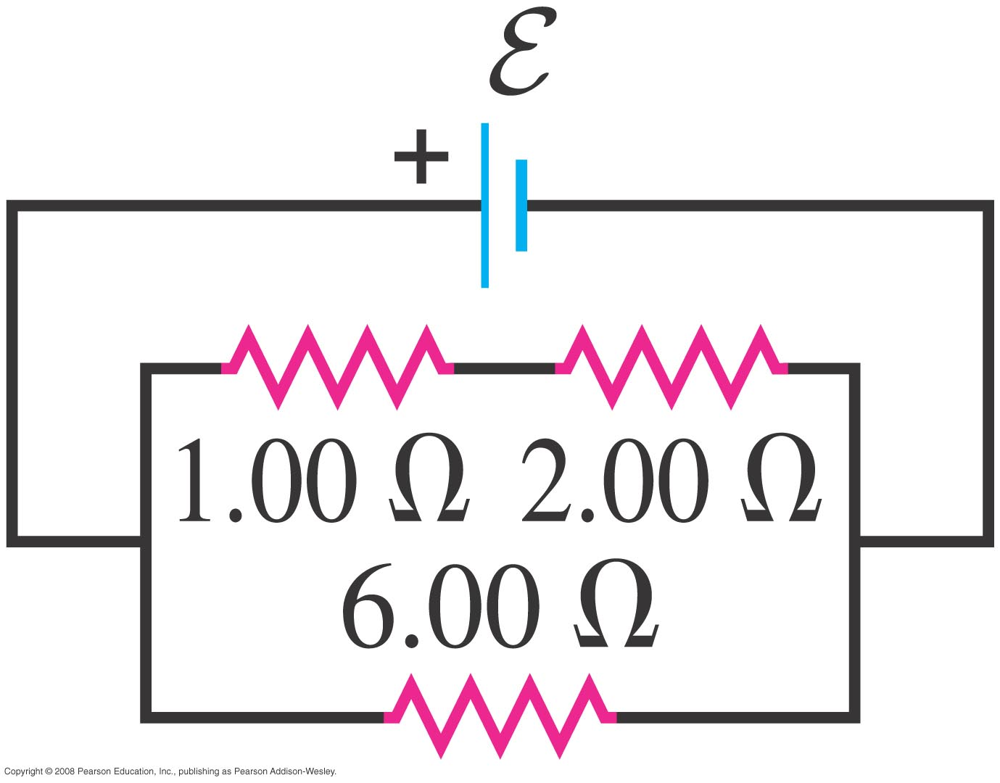 ℰ
+
1.00 Ω 2.00 Ω
6.00 Ω
Copyright © 2008 Pearson Education, Inc., publishing as Pearson Addison-Wesley.